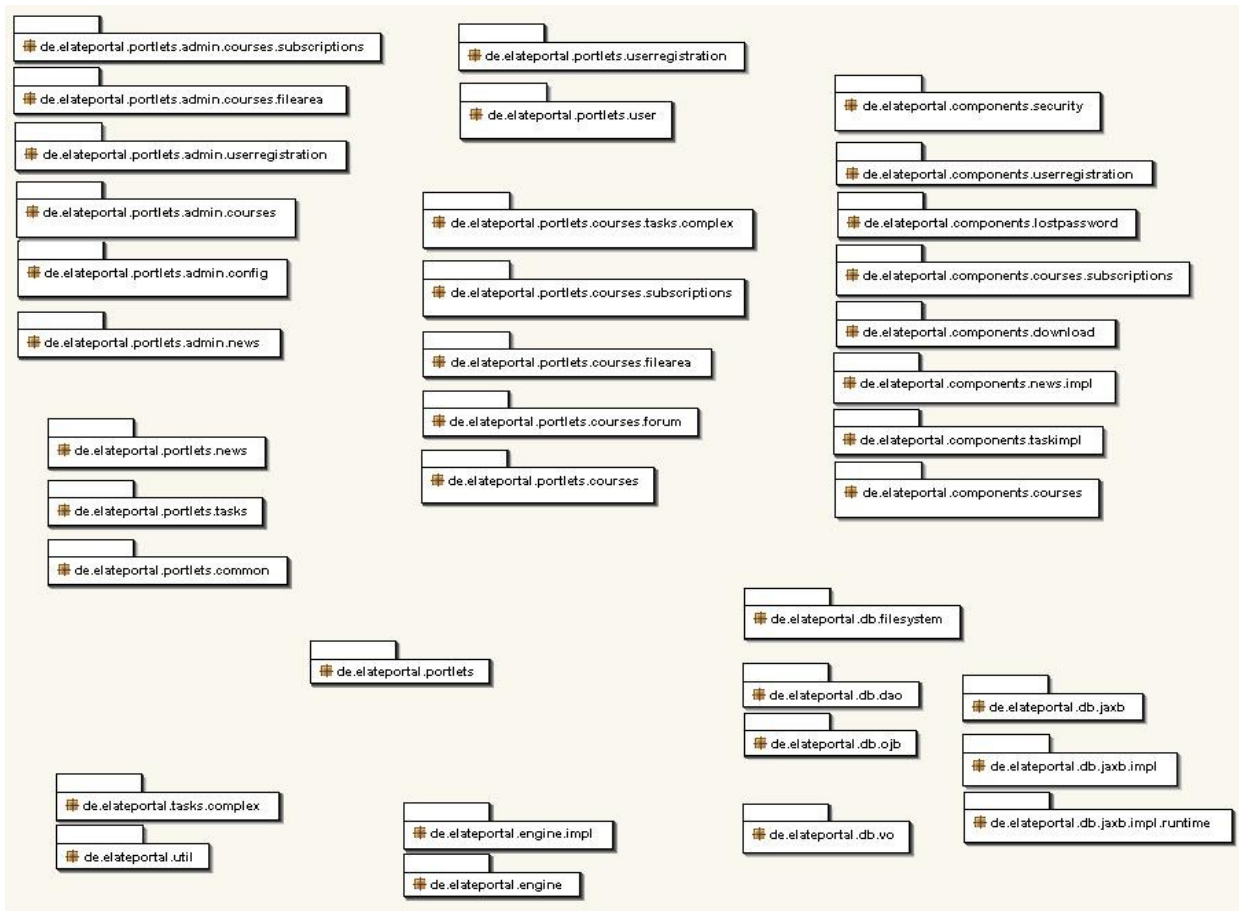 de.elateportal.portlets.admin.courses.subscriptions
de.elateportal.portlets.admin.courses.filearea
de.elateportal.portlets.admin.userregistration
de.elateportal.portlets.admin.courses
de.elateportal.portlets.admin.config
de.elateportal.portlets.admin.news
de.elateportal.portlets.userregistration
de.elateportal.portlets.user
de.elateportal.components.security
de.elateportal.components.userregistration
de.elateportal.components.lostpassword
de.elateportal.components.courses.subscriptions
de.elateportal.components.download
de.elateportal.components.news.impl
de.elateportal.components.taskimpl
de.elateportal.components.courses
de.elateportal.portlets.courses.tasks.complex
de.elateportal.portlets.courses.subscriptions
de.elateportal.portlets.courses.filearea
de.elateportal.portlets.courses.forum
de.elateportal.portlets.courses
de.elateportal.portlets.news
de.elateportal.portlets.tasks
de.elateportal.portlets.common
de.elateportal.portlets
de.elateportal.db.filesystem
de.elateportal.db.dao
de.elateportal.db.ojb
de.elateportal.db.vo
de.elateportal.db.jaxb
de.elateportal.db.jaxb.impl
de.elateportal.db.jaxb.impl.runtime
de.elateportal.tasks.complex
de.elateportal.util
de.elateportal.engine.impl
de.elateportal.engine